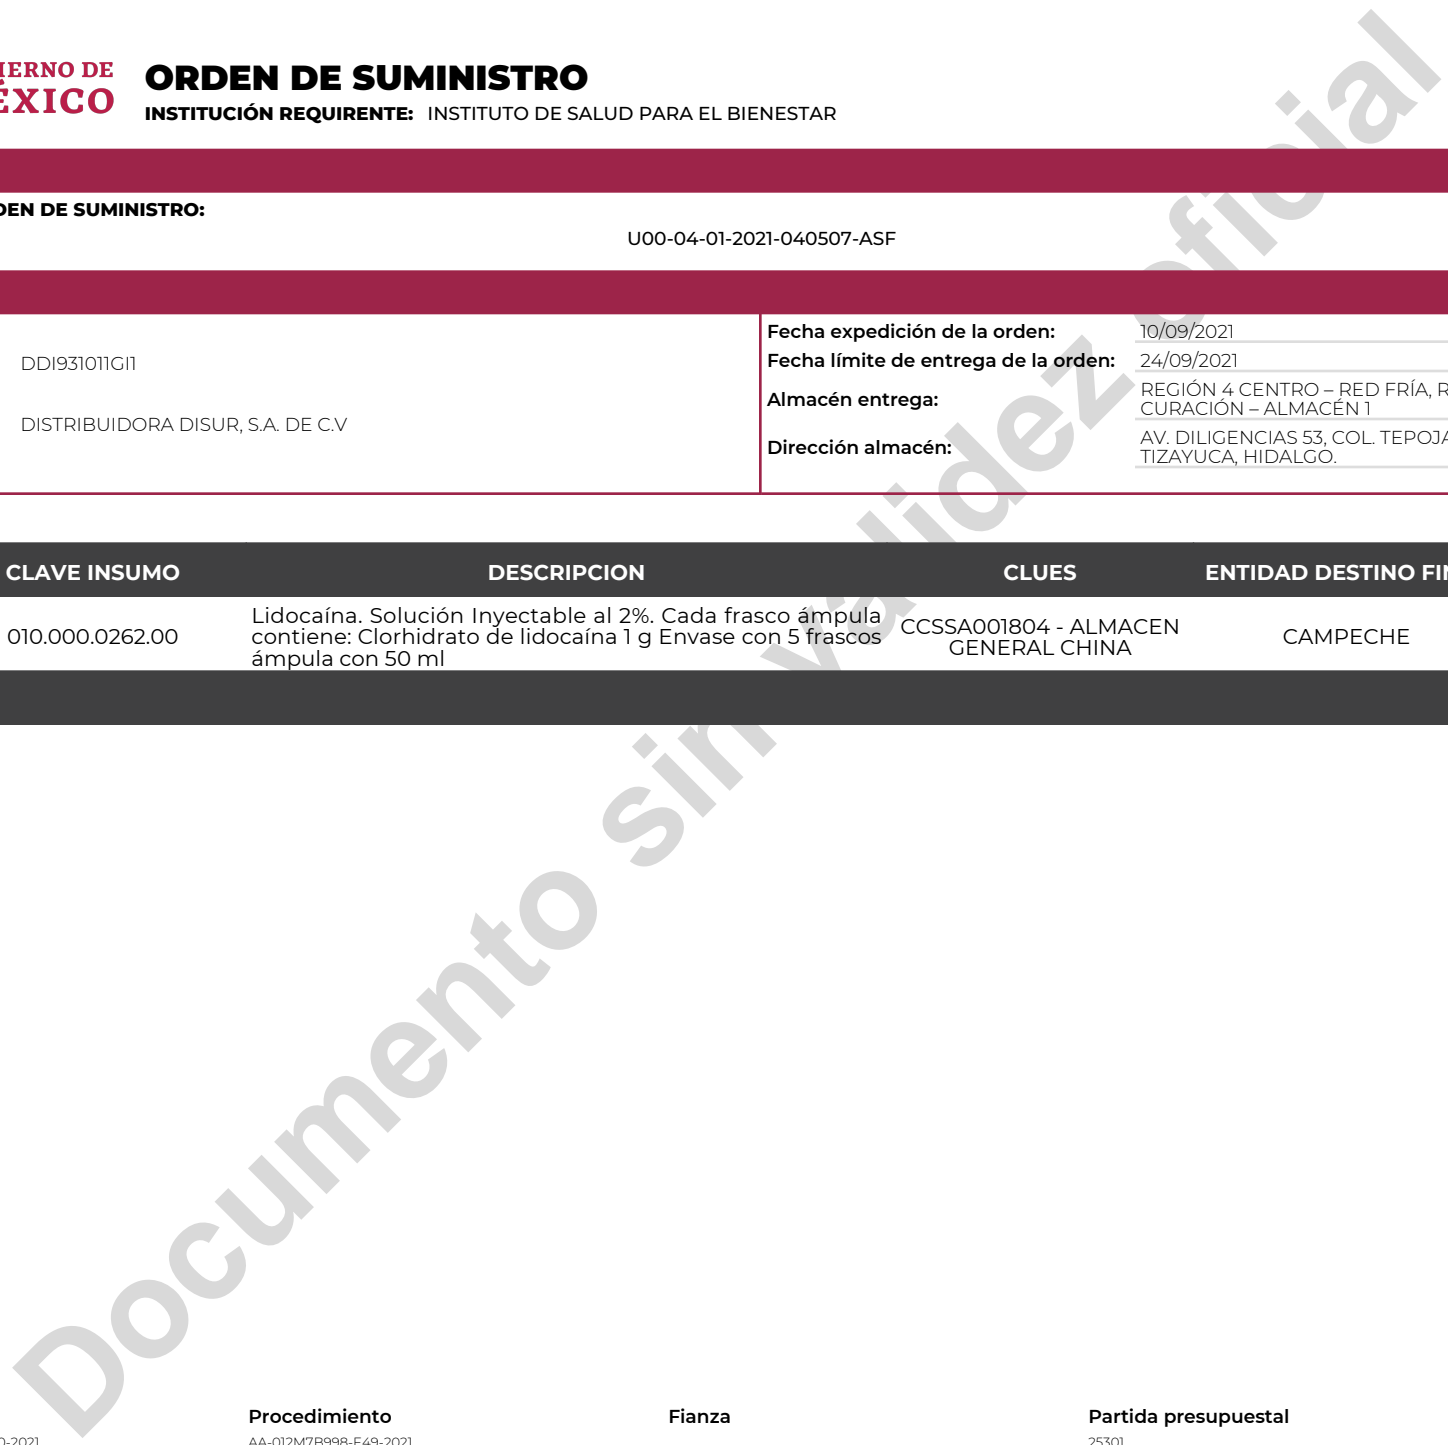 ORDEN DE SUMINISTRO
INSTITUCIÓN REQUIRENTE: INSTITUTO DE SALUD PARA EL BIENESTAR
DE
MÉXICO
DE SUMINISTRO:
U00-04-01-2021-040507-ASF
DDI931011GI1
DISTRIBUIDORA DISUR, S.A. DE C.V
Fecha expedición de la orden: 10/09/2021
Fecha límite de entrega de la orden: 24/09/2021
Almacén entrega: REGIÓN 4 CENTRO – RED FRÍA,
CURACIÓN – ALMACÉN 1
Dirección almacén: AV. DILIGENCIAS 53, COL.
TIZAYUCA, HIDALGO.
CLAVE INSUMO DESCRIPCION CLUES ENTIDAD DESTINO
010.000.0262.00
Lidocaína. Solución Inyectable al 2%. Cada frasco ámpula
contiene: Clorhidrato de lidocaína 1 g Envase con 5 frascos
ámpula con 50 ml
CCSSA001804 - ALMACEN
GENERAL CHINA
CAMPECHE
Documento sin validez oficial
Procedimiento Fianza Partida presupuestal
AA-012M7B998-E49-2021 25301